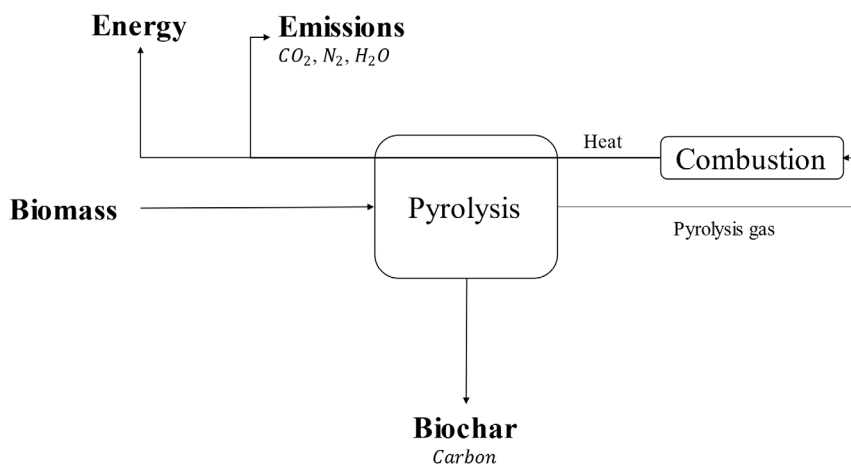 Energy
Emissions
CO₂, N₂, H₂O
Heat
Combustion
Biomass
Pyrolysis
Pyrolysis gas
Biochar
Carbon